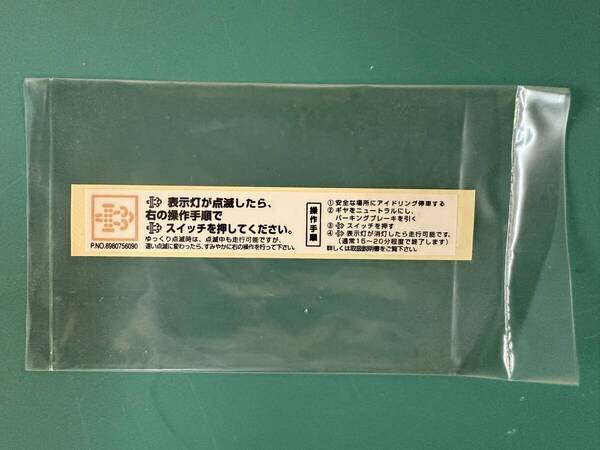 表示灯が点滅したら、
右の操作手順で
スイッチを押してください。
ゆっくり点滅時は、点滅中も走行可能ですが、
速い点滅に変わったら、すみやかに右の操作を行って下さい。
P.NO.8980756090
操作手順
①安全な場所にアイドリング停車する
②ギヤをニュートラルにし、
パーキングブレーキを引く
③スイッチを押す
④表示灯が消灯したら走行可能です。
(通常15～20分程度で終了します)
詳しくは取扱説明書をご覧下さい。